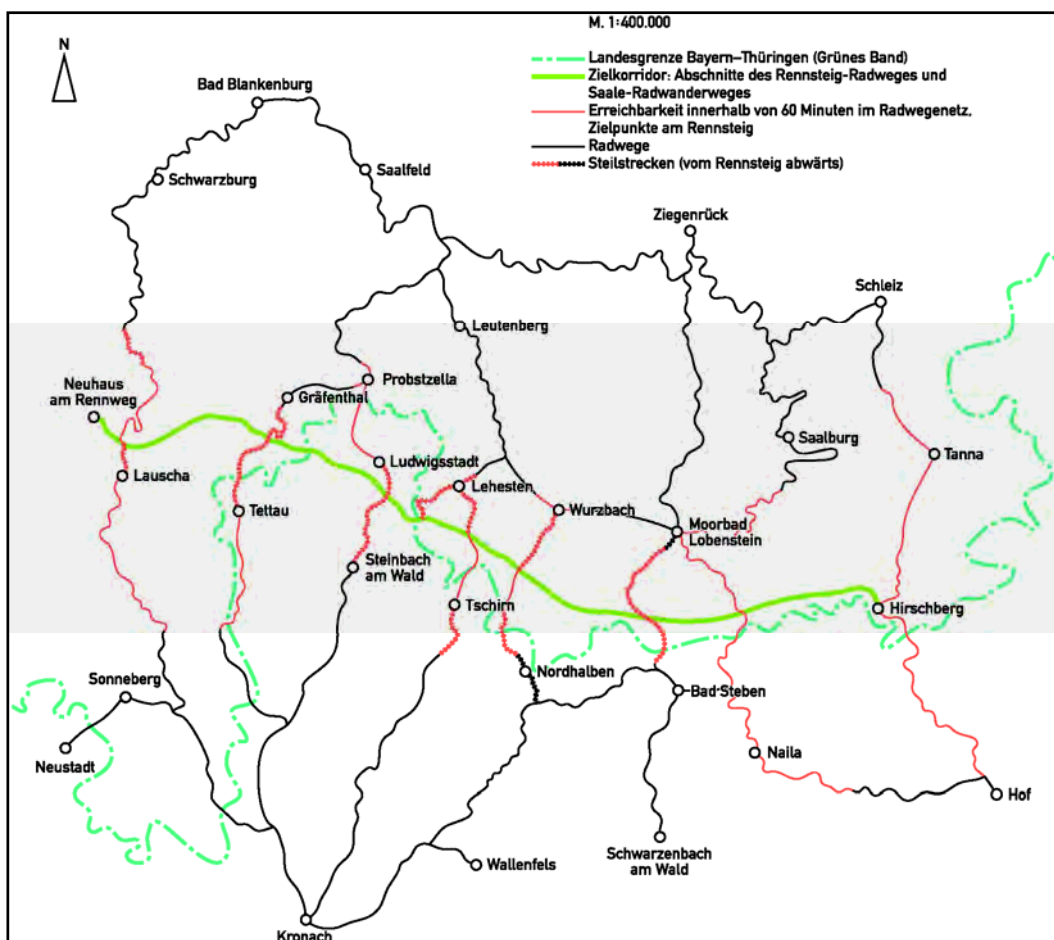 M. 1:400.000
N
Landesgrenze Bayern–Thüringen (Grünes Band)
Zielkorridor: Abschnitte des Rennsteig-Radweges und
Saale-Radwanderweges
Erreichbarkeit innerhalb von 60 Minuten im Radwegenetz,
Zielpunkte am Rennsteig
Radwege
Steilstrecken (vom Rennsteig abwärts)
Bad Blankenburg
Saalfeld
Schwarzburg
Ziegenrück
Schleiz
Leutenberg
Probstzella
Neuhaus
am Rennweg
Gräfenthal
Saalburg
Tanna
Ludwigsstadt
Lauscha
Lehesten
Tettau
Wurzbach
Moorbad
Lobenstein
Steinbach
am Wald
Tschirn
Hirschberg
Nordhalben
Sonneberg
Bad Steben
Neustadt
Naila
Hof
Schwarzenbach
am Wald
Wallenfels
Kronach